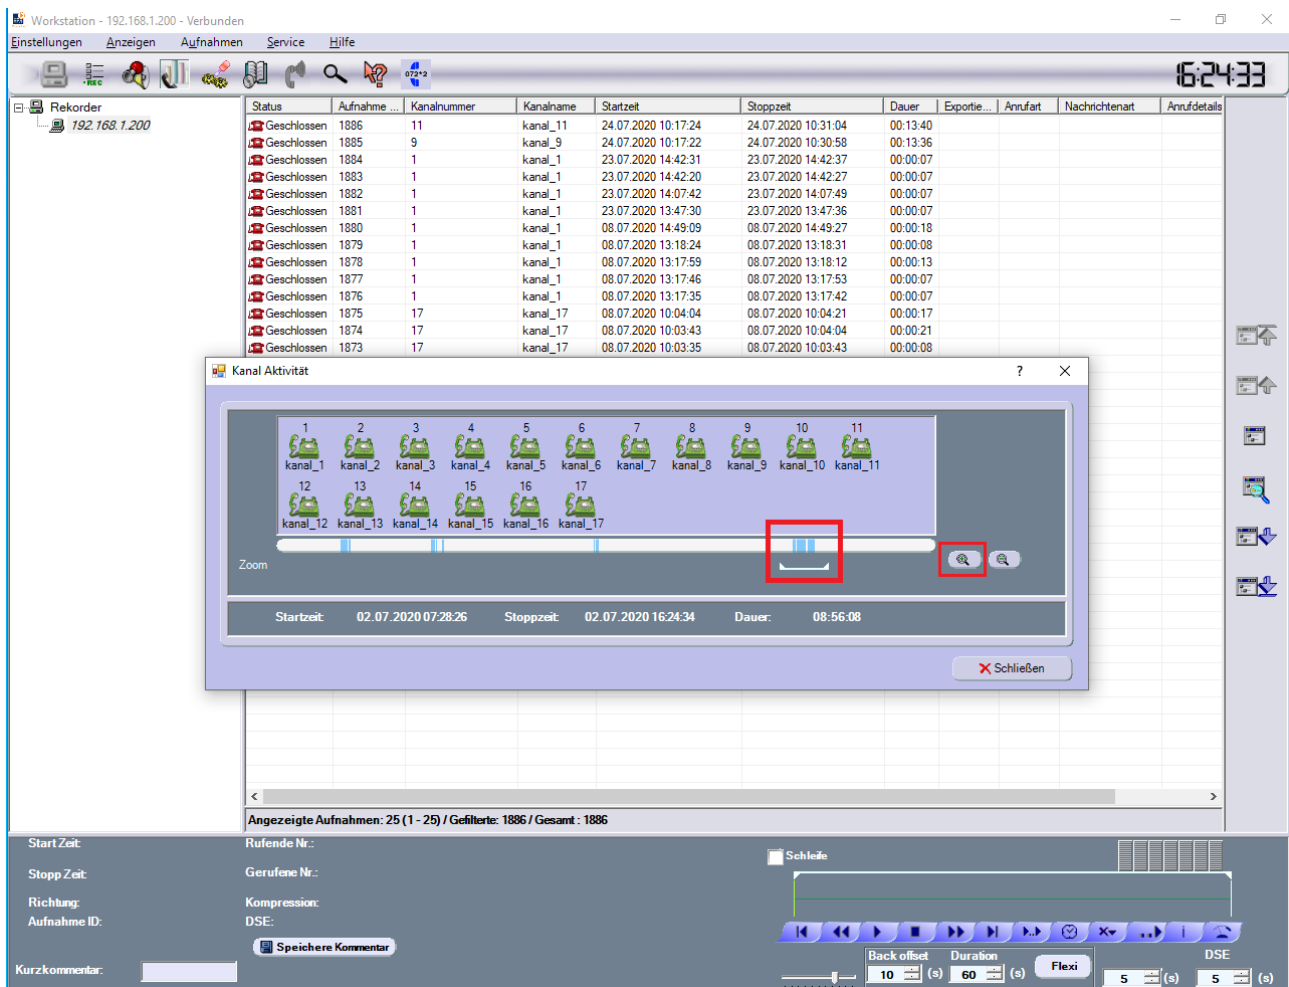 Workstation - 192.168.1.200 - Verbunden
Einstellungen Anzeigen Aufnahmen Service Hilfe
072*2
16:24:33
Rekorder
192.168.1.200
Status Aufnahme ... Kanalnummer Kanalname Startzeit Stoppzeit Dauer Exportie... Anrufart Nachrichtenart Anrufdetails
Geschlossen 1886 11 kanal_11 24.07.2020 10:17:24 24.07.2020 10:31:04 00:13:40
Geschlossen 1885 9 kanal_9 24.07.2020 10:17:22 24.07.2020 10:30:58 00:13:36
Geschlossen 1884 1 kanal_1 23.07.2020 14:42:31 23.07.2020 14:42:37 00:00:07
Geschlossen 1883 1 kanal_1 23.07.2020 14:42:20 23.07.2020 14:42:27 00:00:07
Geschlossen 1882 1 kanal_1 23.07.2020 14:07:42 23.07.2020 14:07:49 00:00:07
Geschlossen 1881 1 kanal_1 23.07.2020 13:47:30 23.07.2020 13:47:36 00:00:07
Geschlossen 1880 1 kanal_1 08.07.2020 14:49:09 08.07.2020 14:49:27 00:00:18
Geschlossen 1879 1 kanal_1 08.07.2020 13:18:24 08.07.2020 13:18:31 00:00:08
Geschlossen 1878 1 kanal_1 08.07.2020 13:17:59 08.07.2020 13:18:12 00:00:13
Geschlossen 1877 1 kanal_1 08.07.2020 13:17:46 08.07.2020 13:17:53 00:00:07
Geschlossen 1876 1 kanal_1 08.07.2020 13:17:35 08.07.2020 13:17:42 00:00:07
Geschlossen 1875 17 kanal_17 08.07.2020 10:04:04 08.07.2020 10:04:21 00:00:17
Geschlossen 1874 17 kanal_17 08.07.2020 10:03:43 08.07.2020 10:04:04 00:00:21
Geschlossen 1873 17 kanal_17 08.07.2020 10:03:35 08.07.2020 10:03:43 00:00:08
Kanal Aktivität ?
1 2 3 4 5 6 7 8 9 10 11
kanal_1 kanal_2 kanal_3 kanal_4 kanal_5 kanal_6 kanal_7 kanal_8 kanal_9 kanal_10 kanal_11
12 13 14 15 16 17
kanal_12 kanal_13 kanal_14 kanal_15 kanal_16 kanal_17
Zoom
Startzeit: 02.07.2020 07:28:26 Stoppzeit: 02.07.2020 16:24:34 Dauer: 08:56:08
Schließen
Angezeigte Aufnahmen: 25 (1 - 25) / Gefilterte: 1886 / Gesamt : 1886
Start Zeit: Rufende Nr.:
Schleife
Stopp Zeit: Gerufene Nr.:
Richtung: Kompression:
Aufnahme ID: DSE:
Speichere Kommentar
Kurzkommentar:
Back offset Duration DSE
10 (s) 60 (s) Flexi 5 (s) 5 (s)